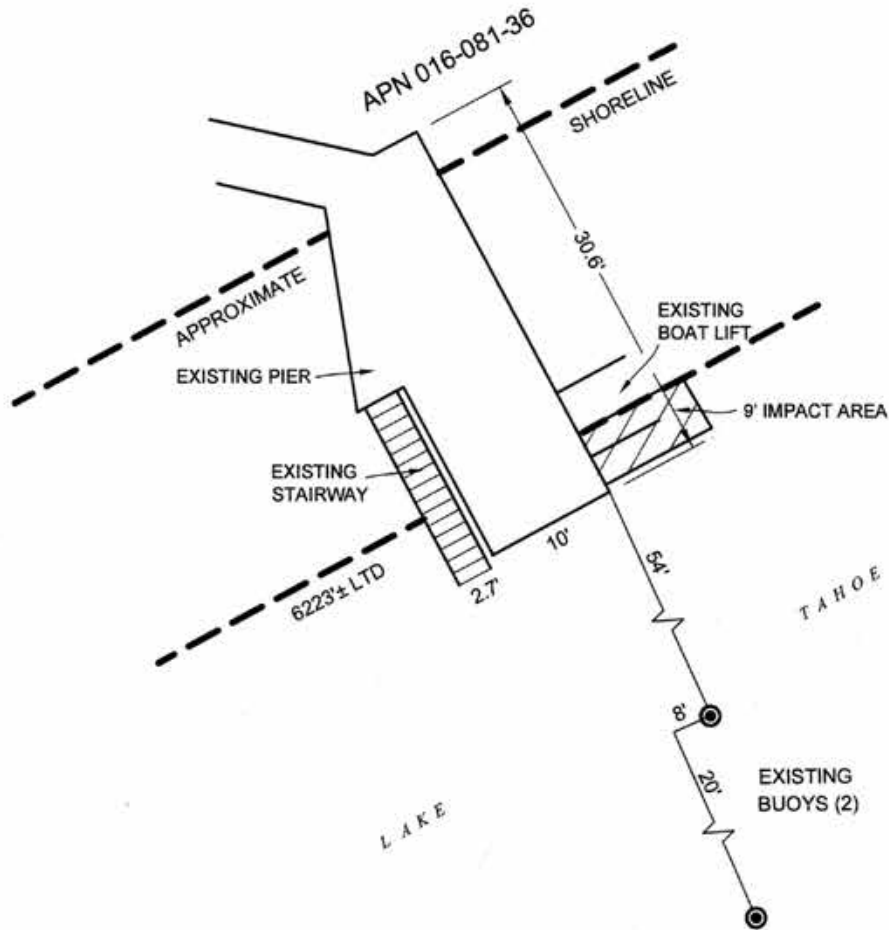 APN 016-081-36
SHORELINE
30.6'
APPROXIMATE
EXISTING
BOAT LIFT
EXISTING PIER
9' IMPACT AREA
EXISTING
STAIRWAY
10'
54'
6223'± LTD
2.7'
TAHOE
8'
20'
EXISTING
BUOYS (2)
LAKE